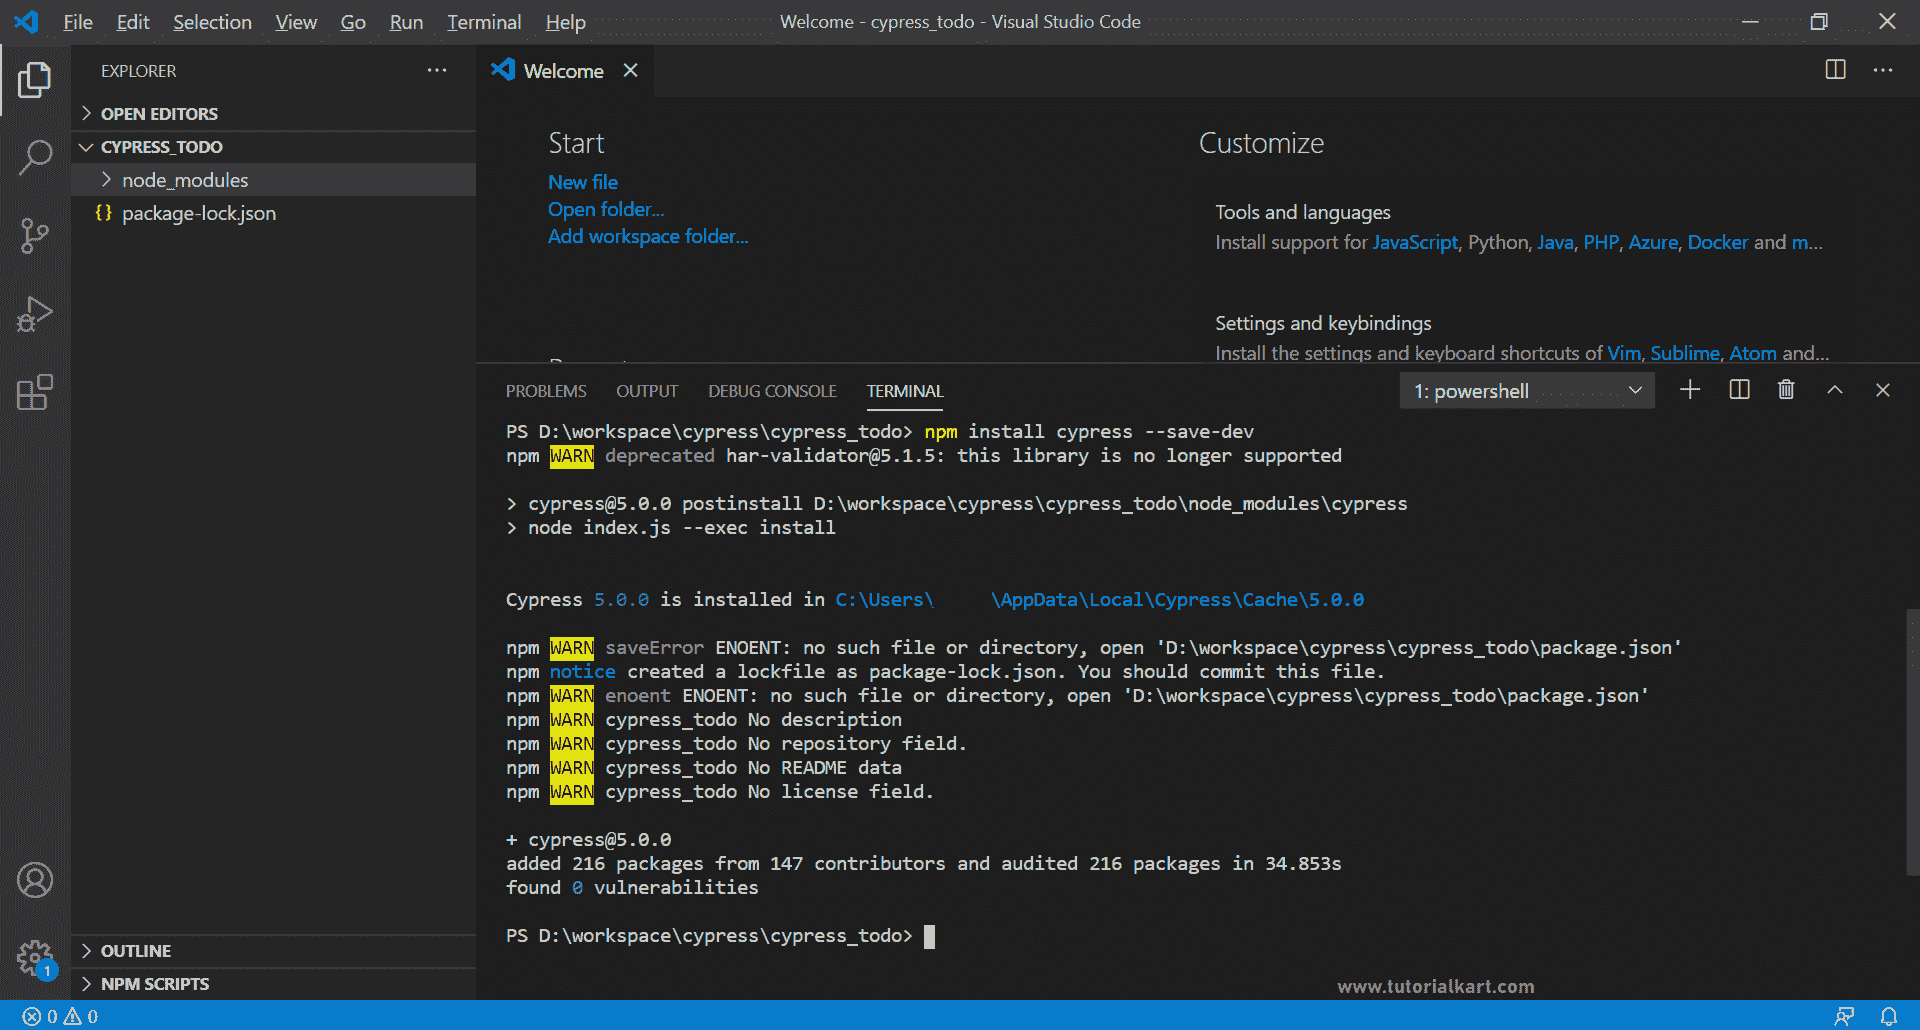 File Edit Selection View Go Run Terminal Help
Welcome - cypress_todo - Visual Studio Code
EXPLORER
OPEN EDITORS
CYPRESS_TODO
node_modules
{} package-lock.json
OUTLINE
NPM SCRIPTS
1
Welcome
Start
New file
Open folder...
Add workspace folder...
Customize
Tools and languages
Install support for JavaScript, Python, Java, PHP, Azure, Docker and m...
Settings and keybindings
Install the settings and keyboard shortcuts of Vim, Sublime, Atom and...
PROBLEMS OUTPUT DEBUG CONSOLE TERMINAL
1: powershell
PS D:\workspace\cypress\cypress_todo> npm install cypress --save-dev
npm WARN deprecated har-validator@5.1.5: this library is no longer supported
> cypress@5.0.0 postinstall D:\workspace\cypress\cypress_todo\node_modules\cypress
> node index.js --exec install
Cypress 5.0.0 is installed in C:\Users\ \AppData\Local\Cypress\Cache\5.0.0
npm WARN saveError ENOENT: no such file or directory, open 'D:\workspace\cypress\cypress_todo\package.json'
npm notice created a lockfile as package-lock.json. You should commit this file.
npm WARN enoent ENOENT: no such file or directory, open 'D:\workspace\cypress\cypress_todo\package.json'
npm WARN cypress_todo No description
npm WARN cypress_todo No repository field.
npm WARN cypress_todo No README data
npm WARN cypress_todo No license field.
+ cypress@5.0.0
added 216 packages from 147 contributors and audited 216 packages in 34.853s
found 0 vulnerabilities
PS D:\workspace\cypress\cypress_todo>
www.tutorialkart.com
0 0